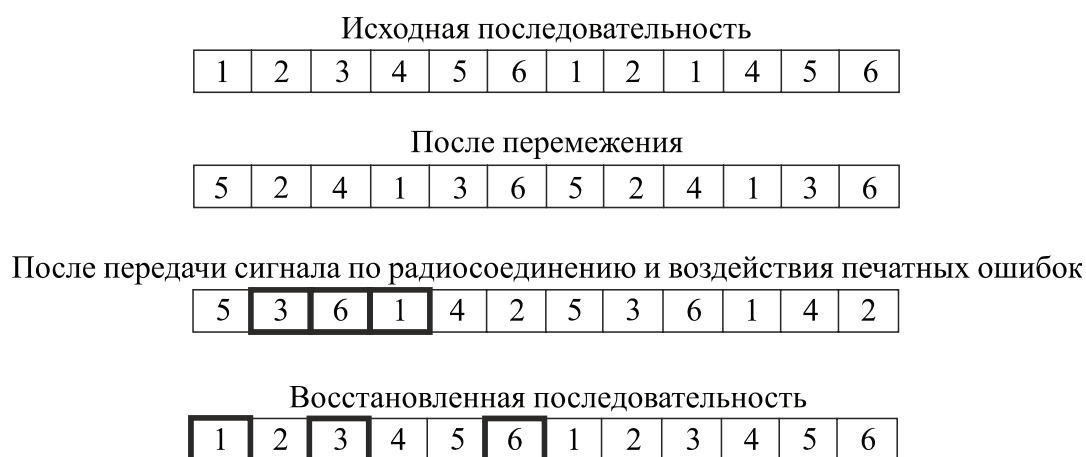 Исходная последовательность
1 2 3 4 5 6 1 2 1 4 5 6
После перемежения
5 2 4 1 3 6 5 2 4 1 3 6
После передачи сигнала по радиосоединению и воздействия печатных ошибок
5 3 6 1 4 2 5 3 6 1 4 2
Восстановленная последовательность
1 2 3 4 5 6 1 2 3 4 5 6